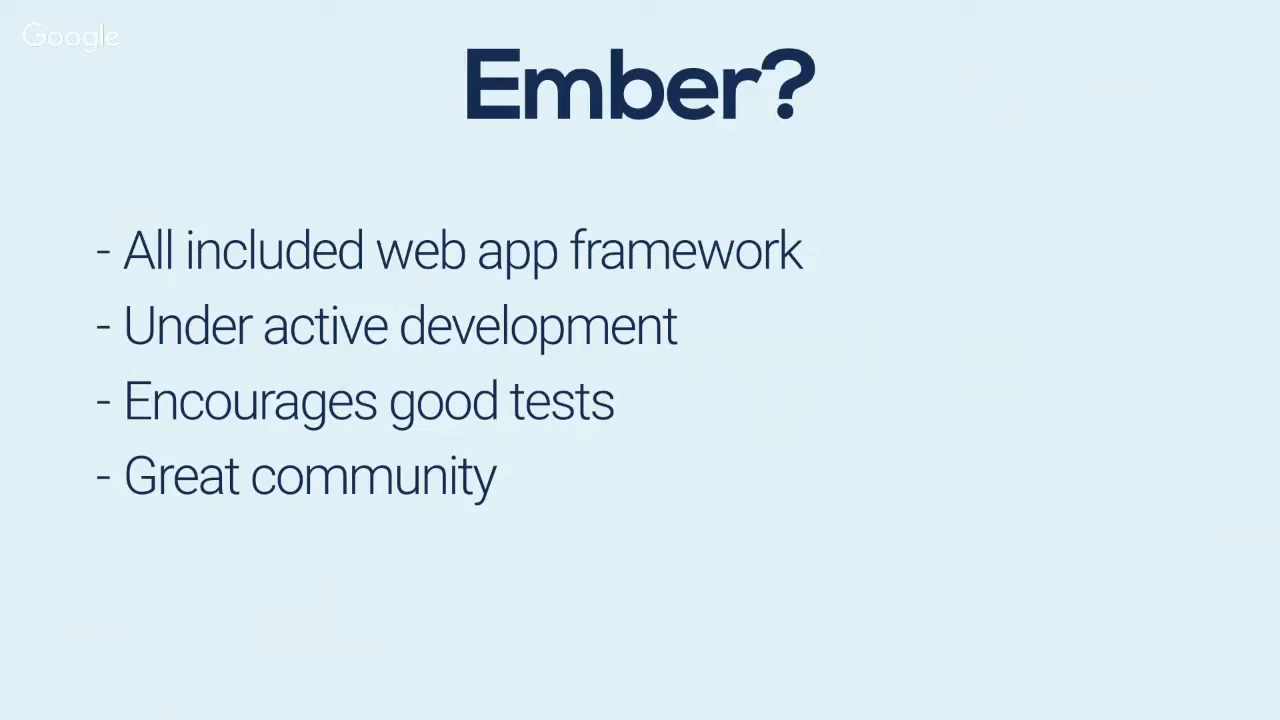 Google
Ember?
- All included web app framework
- Under active development
- Encourages good tests
- Great community